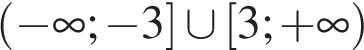 (−∞; −3] ∪ [3; +∞)